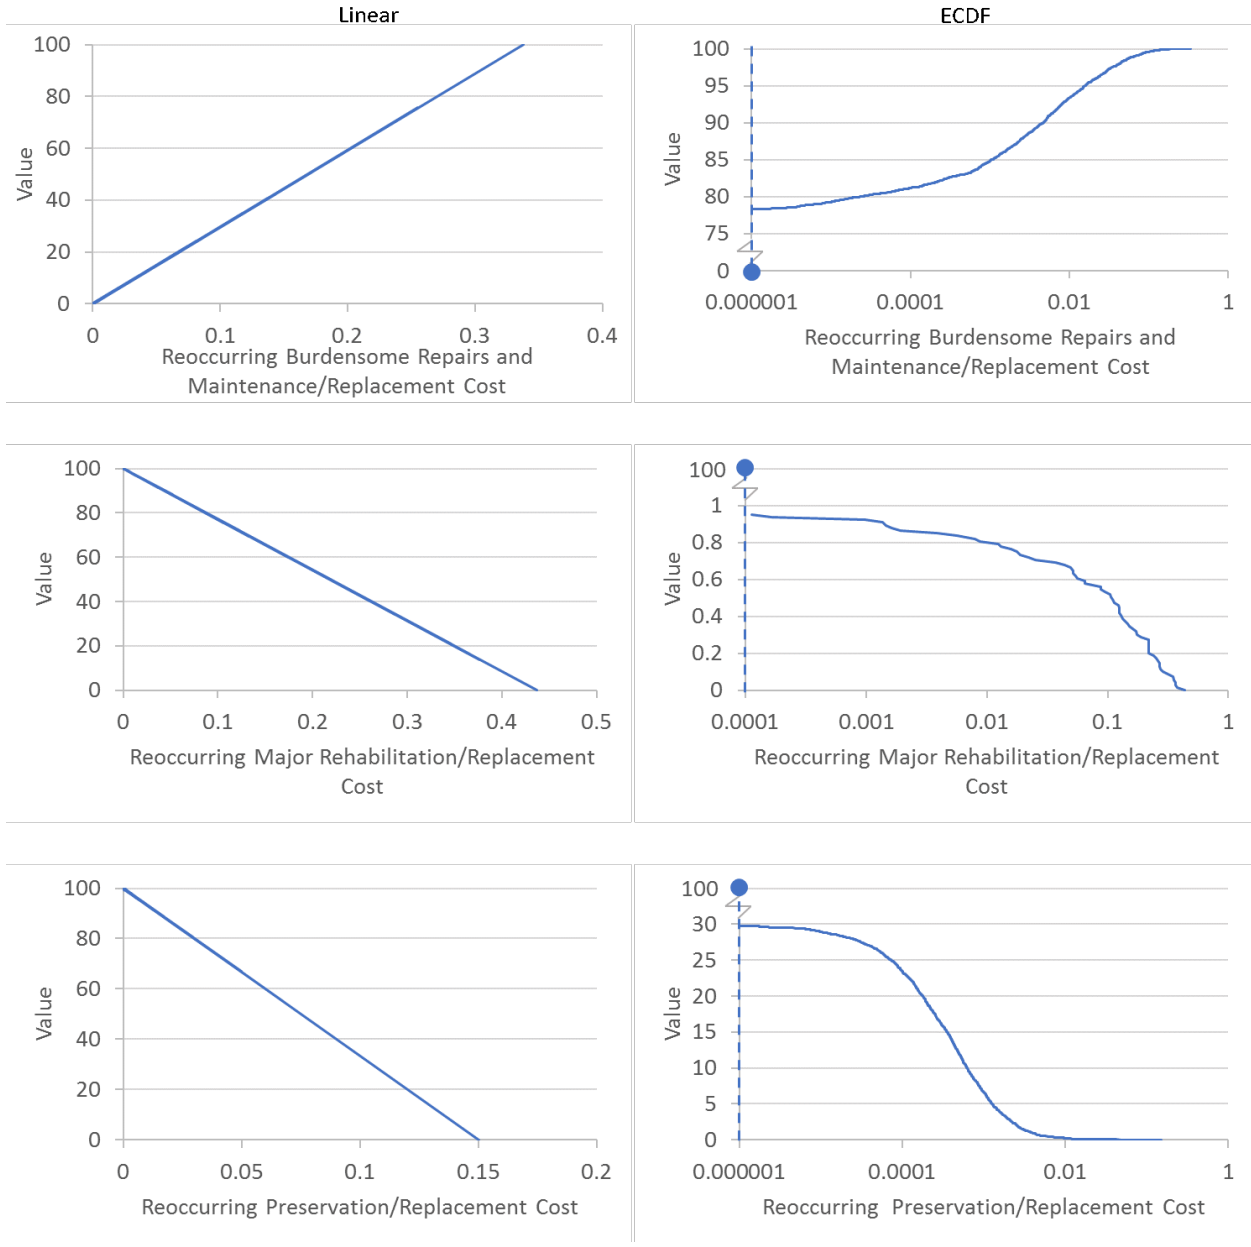 Linear
ECDF
100
80
60
40
20
0
Value
0 0.1 0.2 0.3 0.4
Reoccurring Burdensome Repairs and
Maintenance/Replacement Cost
100
95
90
85
80
75
0
Value
0.000001 0.0001 0.01 1
Reoccurring Burdensome Repairs and
Maintenance/Replacement Cost
100
80
60
40
20
0
Value
0 0.1 0.2 0.3 0.4 0.5
Reoccurring Major Rehabilitation/Replacement
Cost
100
1
0.8
0.6
0.4
0.2
0
Value
0.0001 0.001 0.01 0.1 1
Reoccurring Major Rehabilitation/Replacement
Cost
100
80
60
40
20
0
Value
0 0.05 0.1 0.15 0.2
Reoccurring Preservation/Replacement Cost
100
30
25
20
15
10
5
0
Value
0.000001 0.0001 0.01 1
Reoccurring Preservation/Replacement Cost